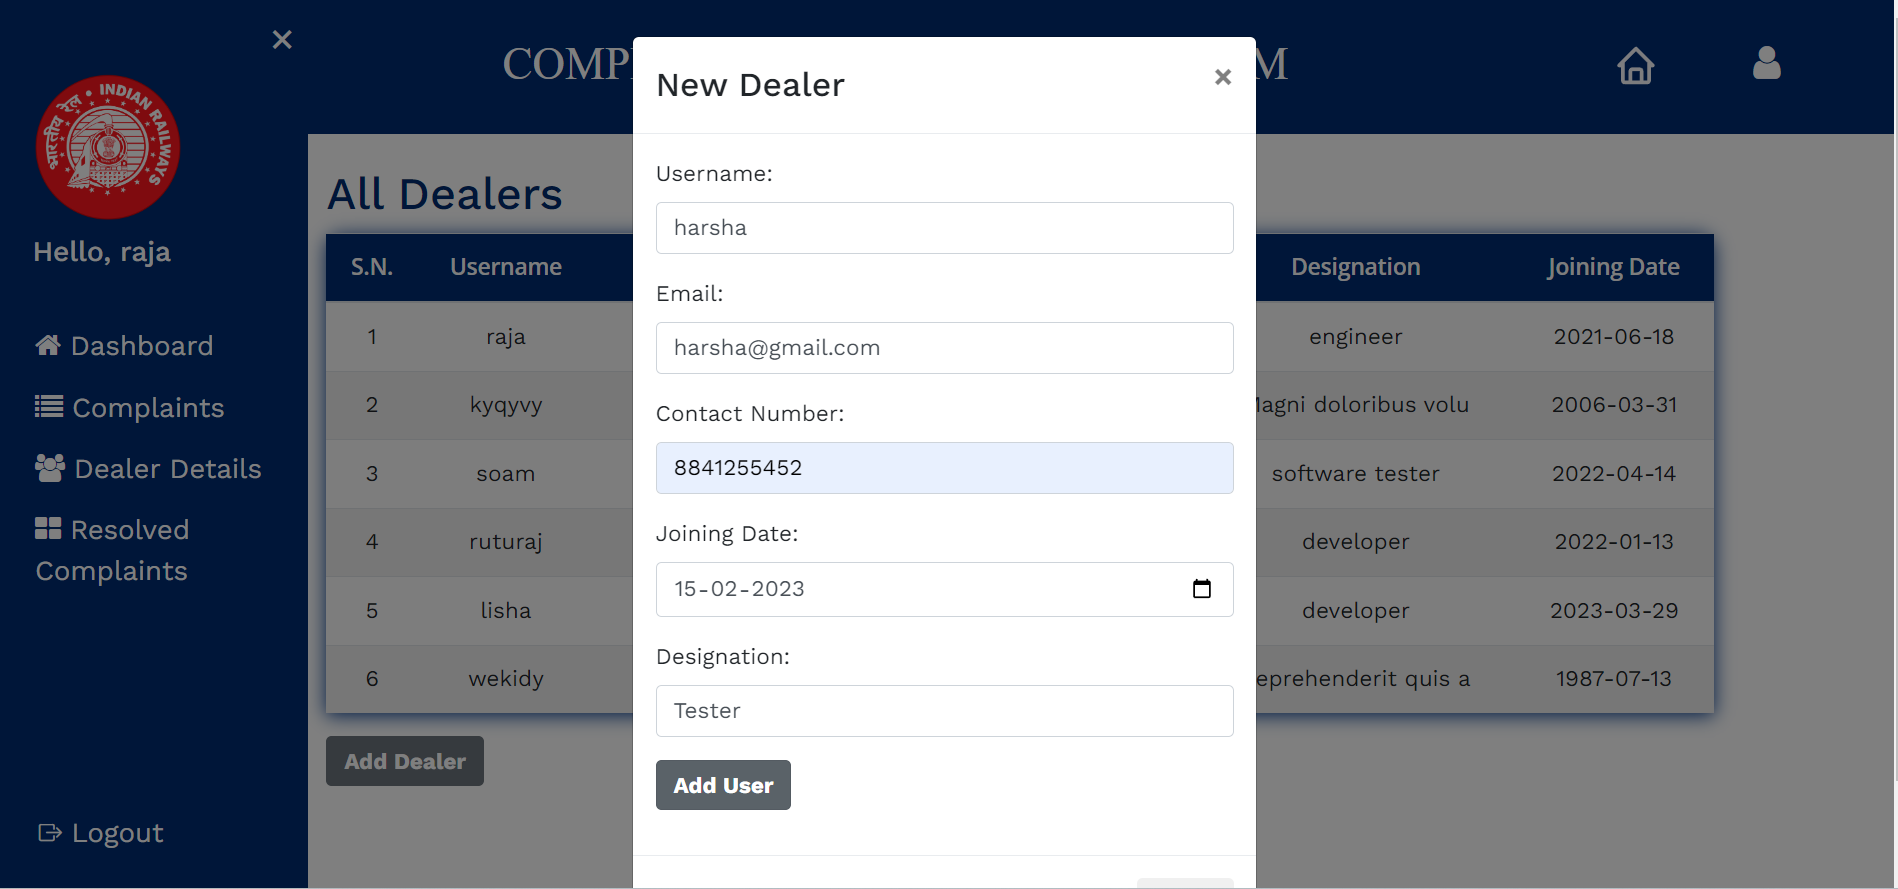 ×
COMP
M
भारतीय रेल • INDIAN RAILWAYS
Hello, raja
Dashboard
Complaints
Dealer Details
Resolved
Complaints
Logout
All Dealers
S.N. Username Designation Joining Date
1 raja engineer 2021-06-18
2 kyqyvy agni doloribus volu 2006-03-31
3 soam software tester 2022-04-14
4 ruturaj developer 2022-01-13
5 lisha developer 2023-03-29
6 wekidy eprehenderit quis a 1987-07-13
Add Dealer
New Dealer ×
Username:
harsha
Email:
harsha@gmail.com
Contact Number:
8841255452
Joining Date:
15-02-2023
Designation:
Tester
Add User